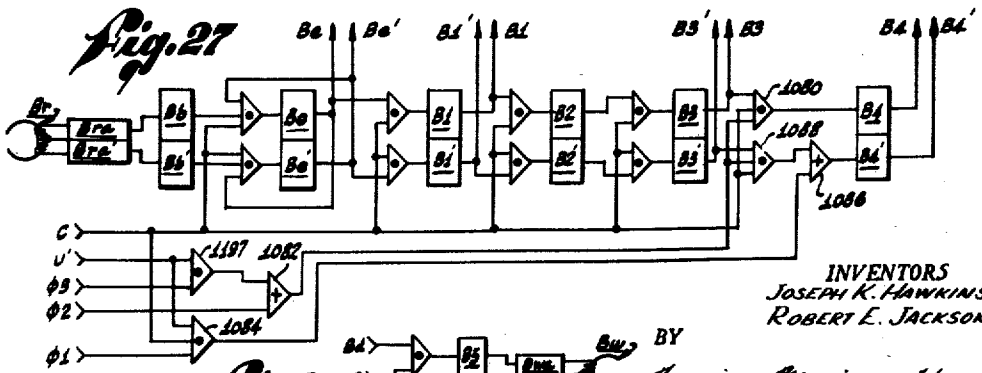 Fig. 27
Be Be' B1' B1 B3' B3 B4 B4'
Br
Bra
Bra'
Bb
Bb'
Be
Be'
B1
B1'
B2
B2'
B3
B3'
1080
1088
B4
B4'
1086
C
U'
φ3
φ2
φ1
1197
1082
1084
INVENTORS
JOSEPH K. HAWKINS
ROBERT E. JACKSON
BY
B4
B5
Bw